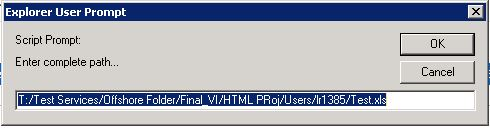 Explorer User Prompt
Script Prompt:
OK
Enter complete path...
Cancel
T:/Test Services/Offshore Folder/Final_VI/HTML PRoj/Users/lr1385/Test.xls